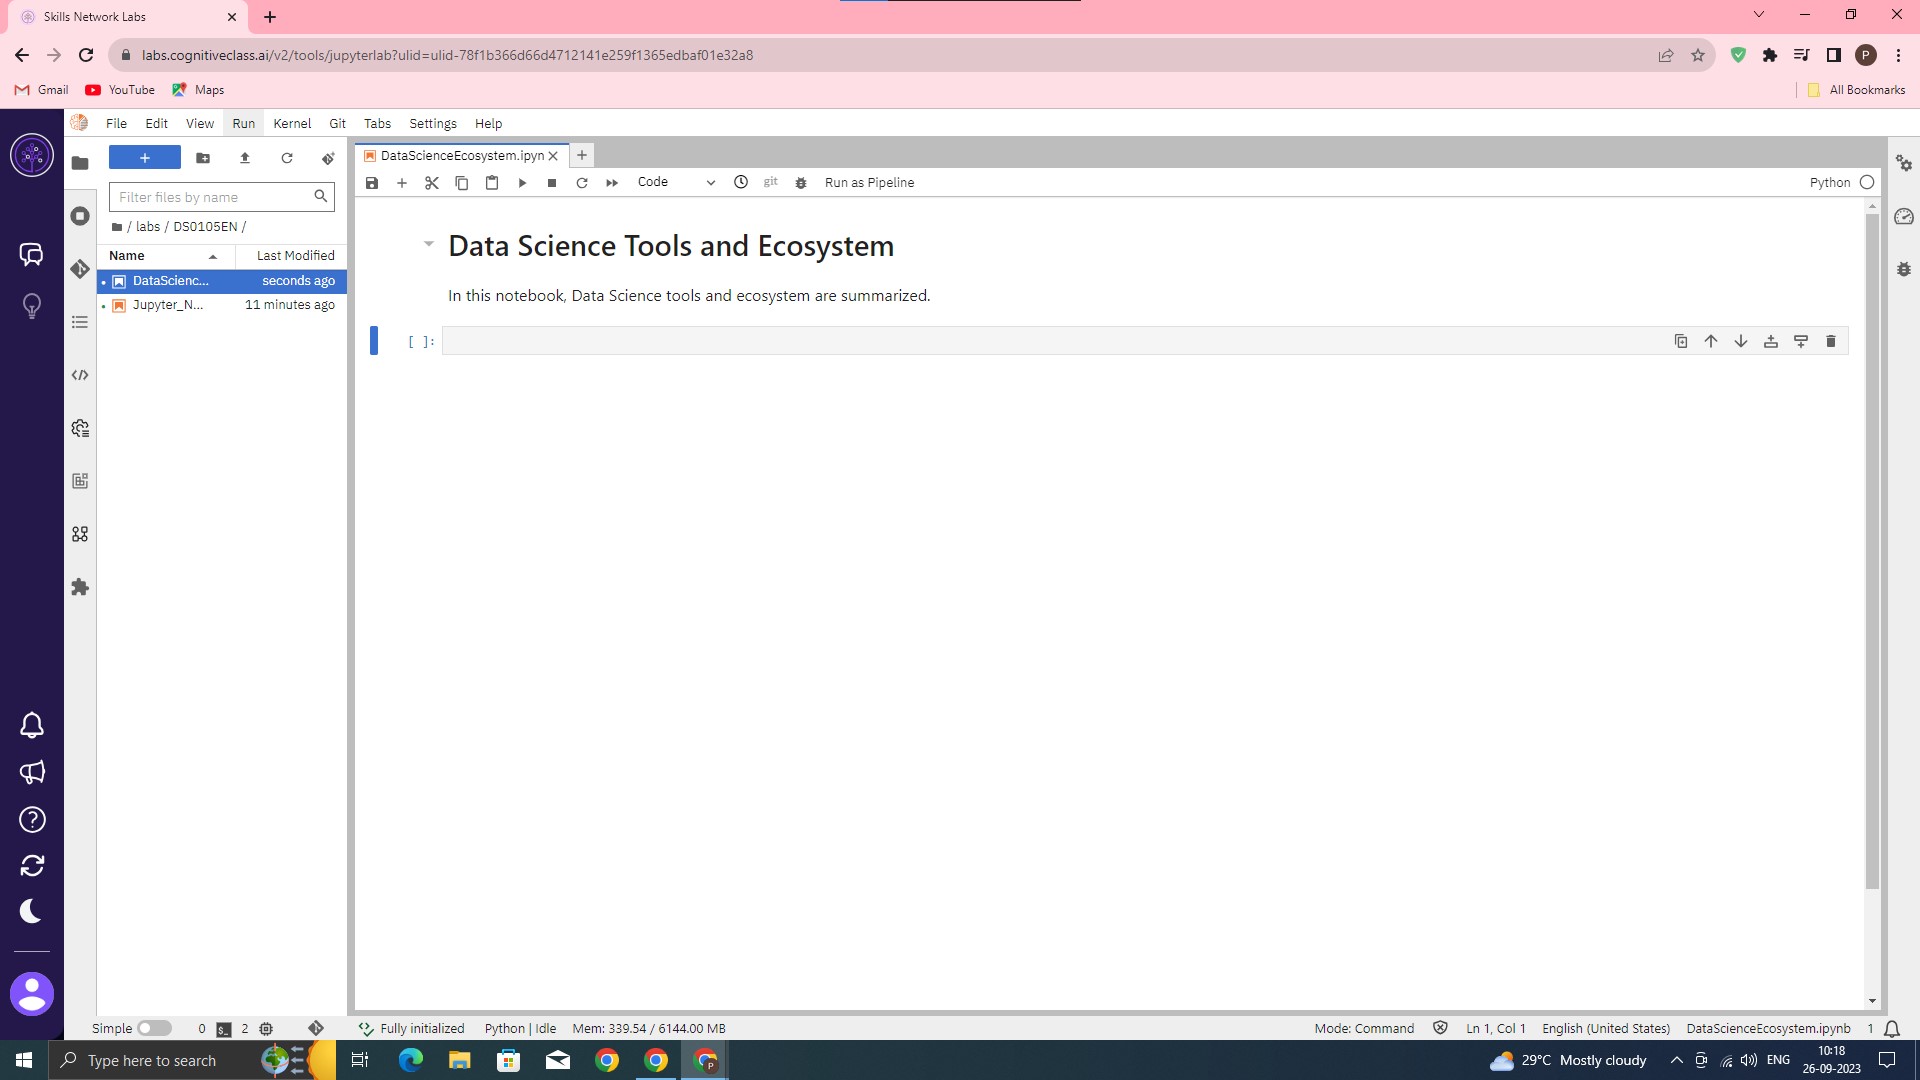 Skills Network Labs
labs.cognitiveclass.ai/v2/tools/jupyterlab?ulid=ulid-78f1b366d66d4712141e259f1365edbaf01e32a8
P
Gmail YouTube Maps All Bookmarks
File Edit View Run Kernel Git Tabs Settings Help
DataScienceEcosystem.ipyn
Code git Run as Pipeline Python
Filter files by name
/ labs / DS0105EN /
Name Last Modified
DataScienc... seconds ago
Jupyter_N... 11 minutes ago
Data Science Tools and Ecosystem
In this notebook, Data Science tools and ecosystem are summarized.
[ ]:
Simple 0 $_ 2 Fully initialized Python | Idle Mem: 339.54 / 6144.00 MB Mode: Command Ln 1, Col 1 English (United States) DataScienceEcosystem.ipynb 1
Type here to search P 29°C Mostly cloudy ENG 10:18
26-09-2023